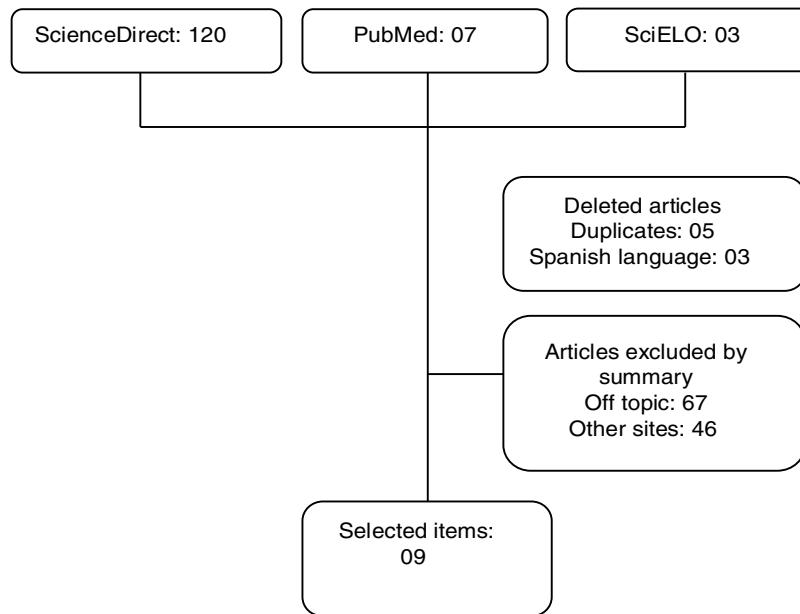 ScienceDirect: 120
PubMed: 07
SciELO: 03
Deleted articles
Duplicates: 05
Spanish language: 03
Articles excluded by
summary
Off topic: 67
Other sites: 46
Selected items:
09